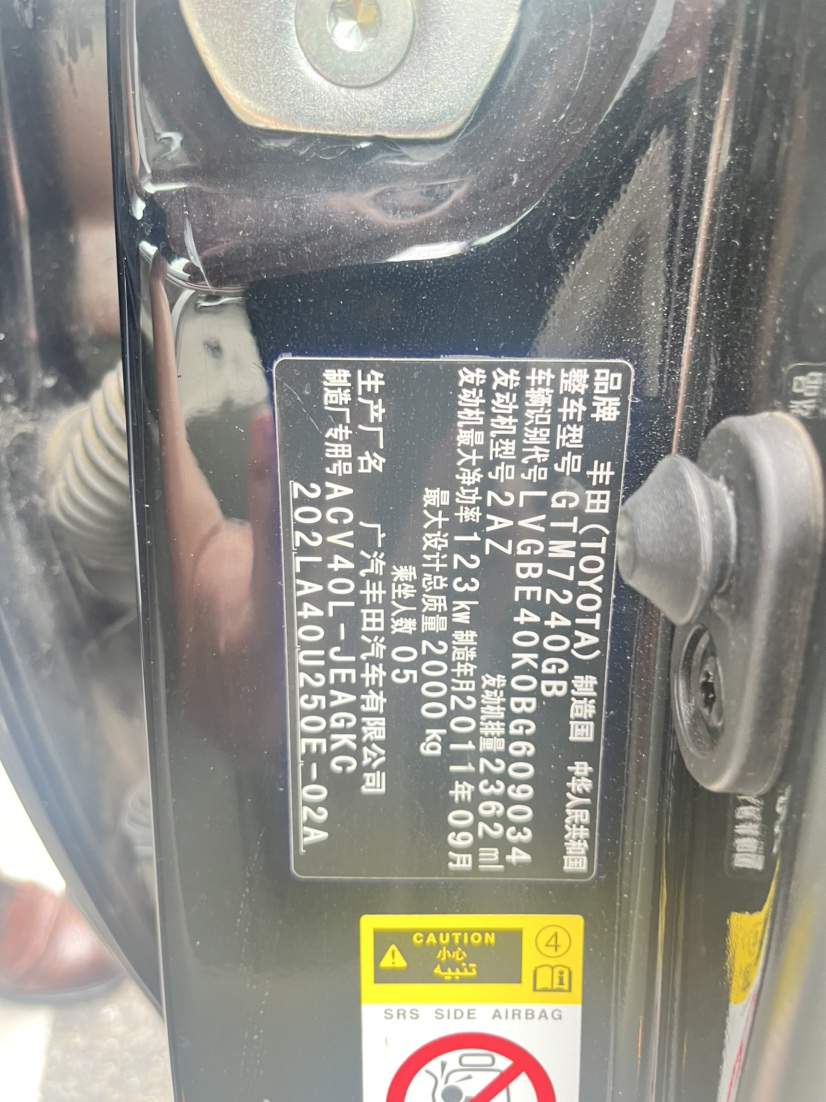 品牌 丰田(TOYOTA) 制造国 中华人民共和国
整车型号 GTM7240GB
车辆识别代号 LVGBE40K0BG609034
发动机型号 2AZ 发动机排量 2362 ml
发动机最大净功率 123 kw 制造年月 2011年09月
最大设计总质量 2000 kg
乘坐人数 05
生产厂名 广汽丰田汽车有限公司
制造厂专用号 ACV40L-JEAGKC
202LA40U250E-02A
CAUTION
小心
تنبيه
4
i
SRS SIDE AIRBAG